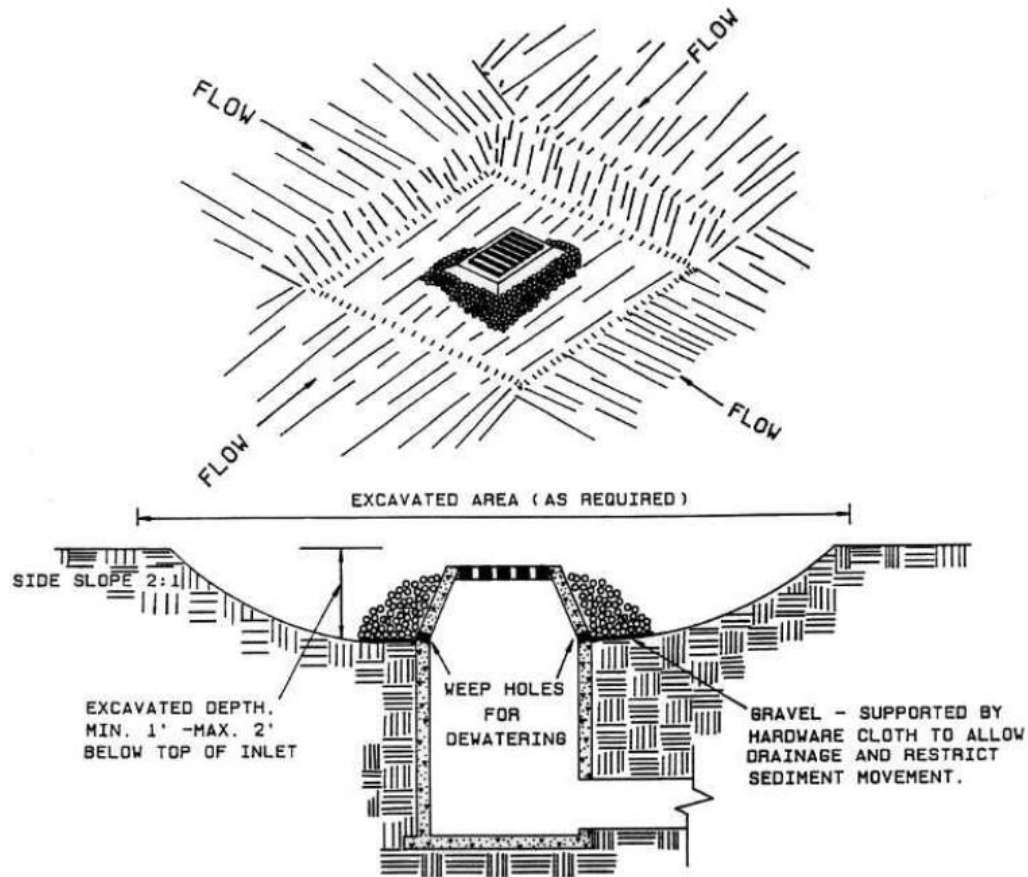 FLOW
FLOW
FLOW
FLOW
EXCAVATED AREA (AS REQUIRED)
SIDE SLOPE 2:1
EXCAVATED DEPTH.
MIN. 1' -MAX. 2'
BELOW TOP OF INLET
WEEP HOLES
FOR
DEWATERING
GRAVEL - SUPPORTED BY
HARDWARE CLOTH TO ALLOW
DRAINAGE AND RESTRICT
SEDIMENT MOVEMENT.